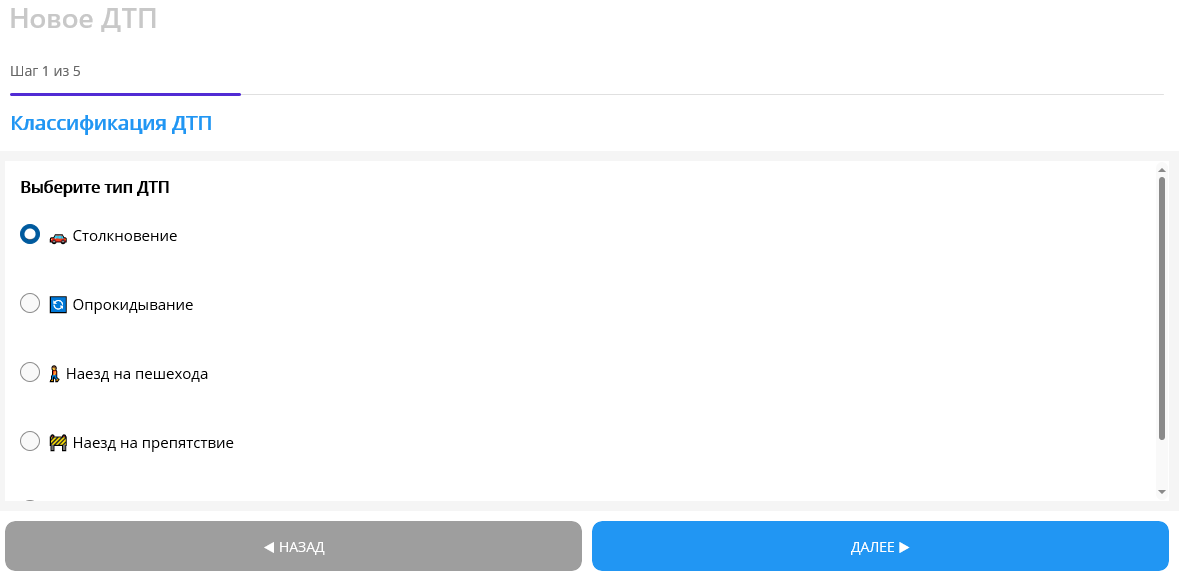 Новое ДТП
Шаг 1 из 5
Классификация ДТП
Выберите тип ДТП
Столкновение
Опрокидывание
Наезд на пешехода
Наезд на препятствие
◀ НАЗАД
ДАЛЕЕ ▶